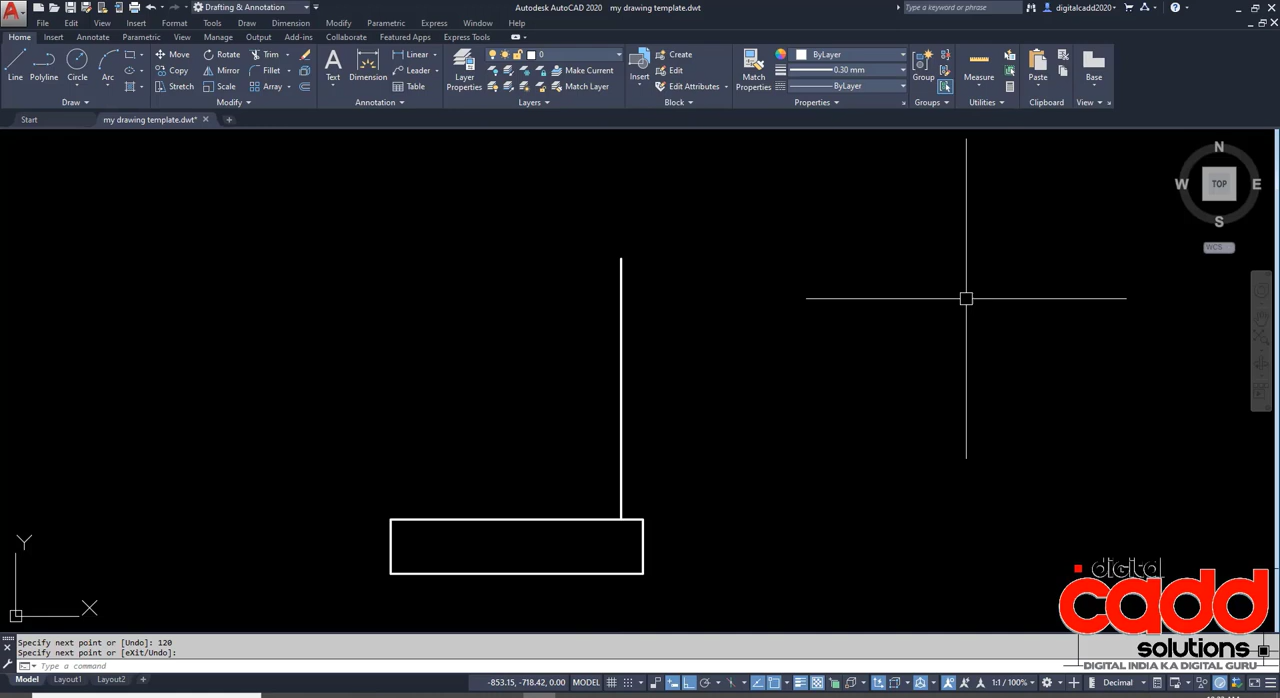 Drafting & Annotation
Autodesk AutoCAD 2020 my drawing template.dwt
Type a keyword or phrase
digitalcadd2020
File Edit View Insert Format Tools Draw Dimension Modify Parametric Express Window Help
Home Insert Annotate Parametric View Manage Output Add-ins Collaborate Featured Apps Express Tools
Line Polyline Circle Arc
Move Rotate Trim
Copy Mirror Fillet
Stretch Scale Array
Text Dimension
Linear
Leader
Table
Layer Properties
0
Make Current
Match Layer
Insert
Create
Edit
Edit Attributes
Match Properties
ByLayer
0.30 mm
ByLayer
Group Measure Paste Base
Draw Modify Annotation Layers Block Properties Groups Utilities Clipboard View
Start my drawing template.dwt*
N
W TOP E
S
WCS
Y
X
digital
cadd
solutions
DIGITAL INDIA KA DIGITAL GURU
Specify next point or [Undo]: 120
Specify next point or [eXit/Undo]:
Type a command
Model Layout1 Layout2
-853.15, -718.42, 0.00 MODEL 1:1 / 100% Decimal